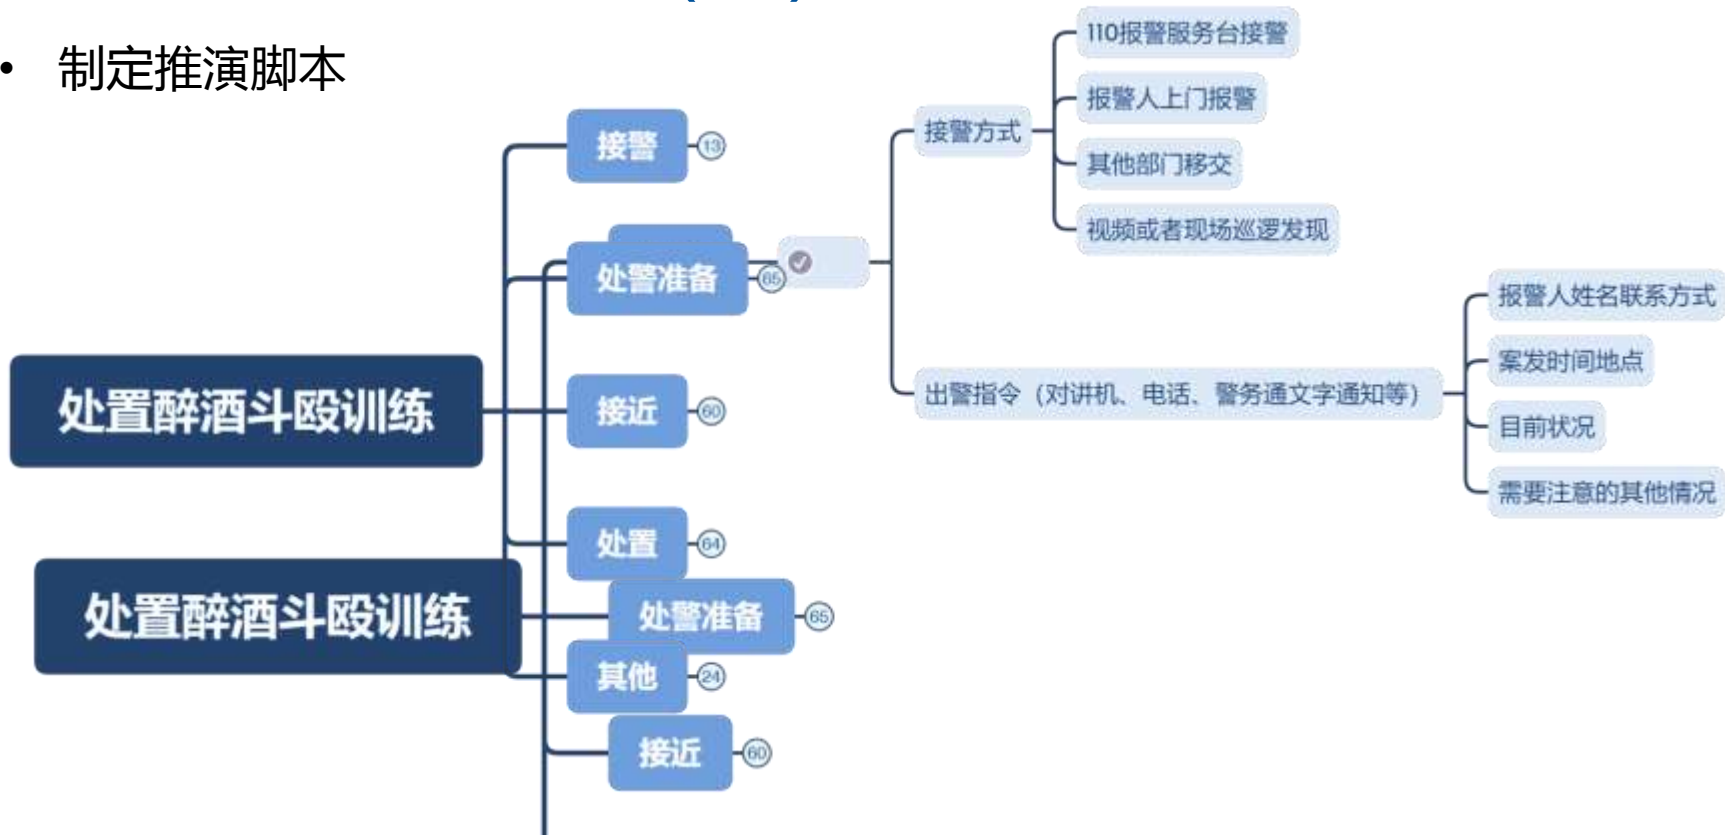 • 制定推演脚本
处置醉酒斗殴训练
接警 13
处警准备 65
接近 60
处置 64
其他 24
处置醉酒斗殴训练
处警准备 65
接近 60
接警方式
110报警服务台接警
报警人上门报警
其他部门移交
视频或者现场巡逻发现
出警指令（对讲机、电话、警务通文字通知等）
报警人姓名联系方式
案发时间地点
目前状况
需要注意的其他情况